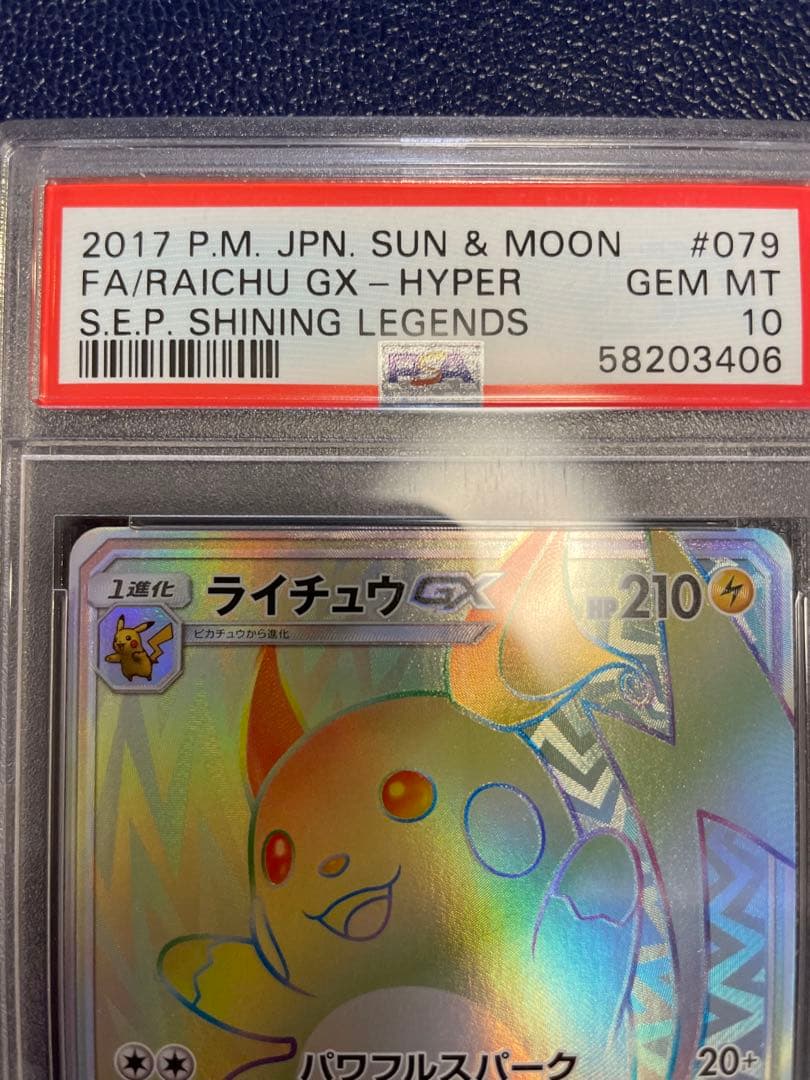 2017 P.M. JPN. SUN & MOON #079
FA/RAICHU GX – HYPER GEM MT
S.E.P. SHINING LEGENDS 10
PSA 58203406
1進化 ライチュウGX HP210
ピカチュウから進化
パワフルスパーク 20+